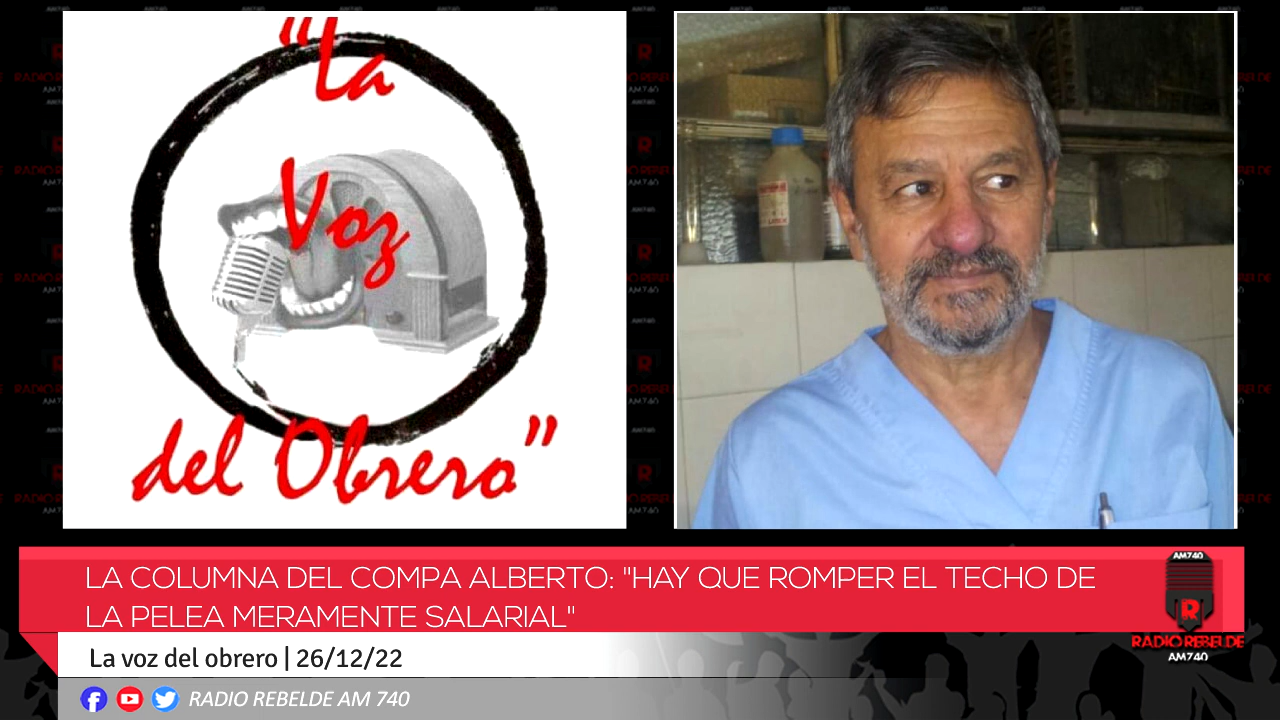 “La
Voz
del Obrero”
LA COLUMNA DEL COMPA ALBERTO: "HAY QUE ROMPER EL TECHO DE
LA PELEA MERAMENTE SALARIAL"
AM740
R
RADIO REBELDE
AM740
La voz del obrero | 26/12/22
RADIO REBELDE AM 740